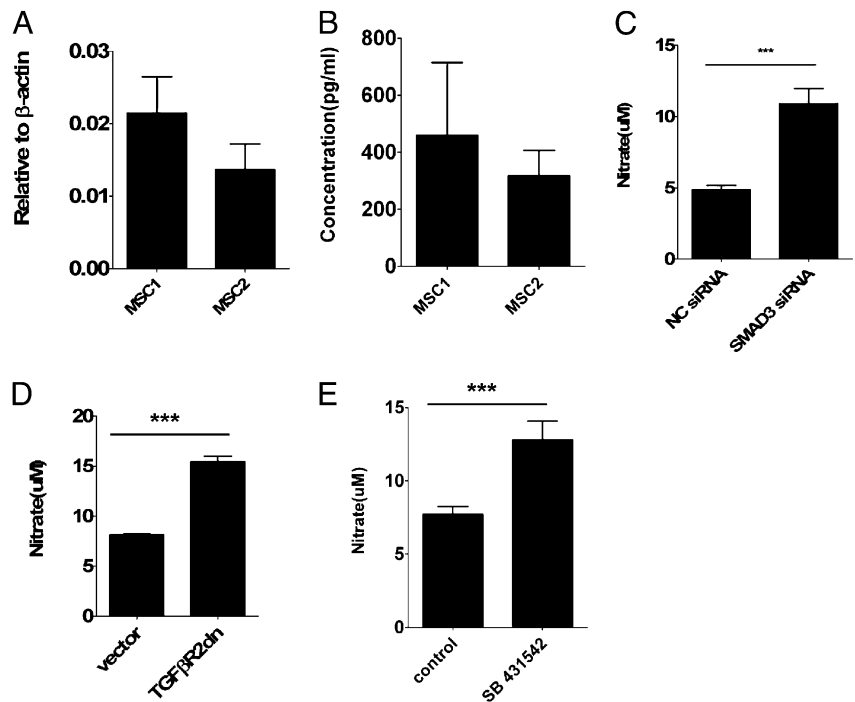 A
Relative to β-actin
0.03
0.02
0.01
0.00
MSC1
MSC2
B
Concentration(pg/ml)
800
600
400
200
0
MSC1
MSC2
C
Nitrate(uM)
15
10
5
0
***
NC siRNA
SMAD3 siRNA
D
Nitrate(uM)
20
15
10
5
0
***
vector
TGFβR2dn
E
Nitrate(uM)
15
10
5
0
***
control
SB 431542